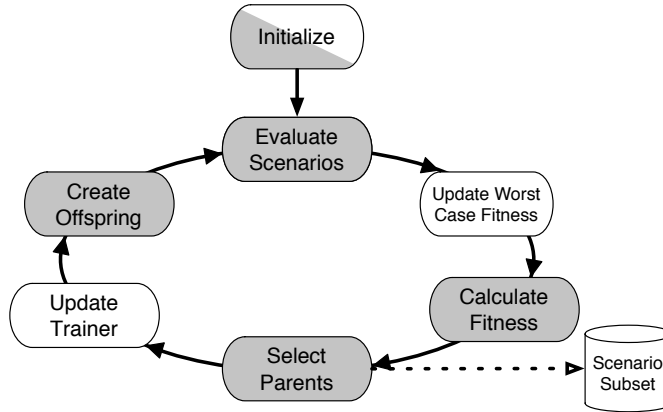 Initialize
Evaluate
Scenarios
Update Worst
Case Fitness
Calculate
Fitness
Scenario
Subset
Select
Parents
Update
Trainer
Create
Offspring